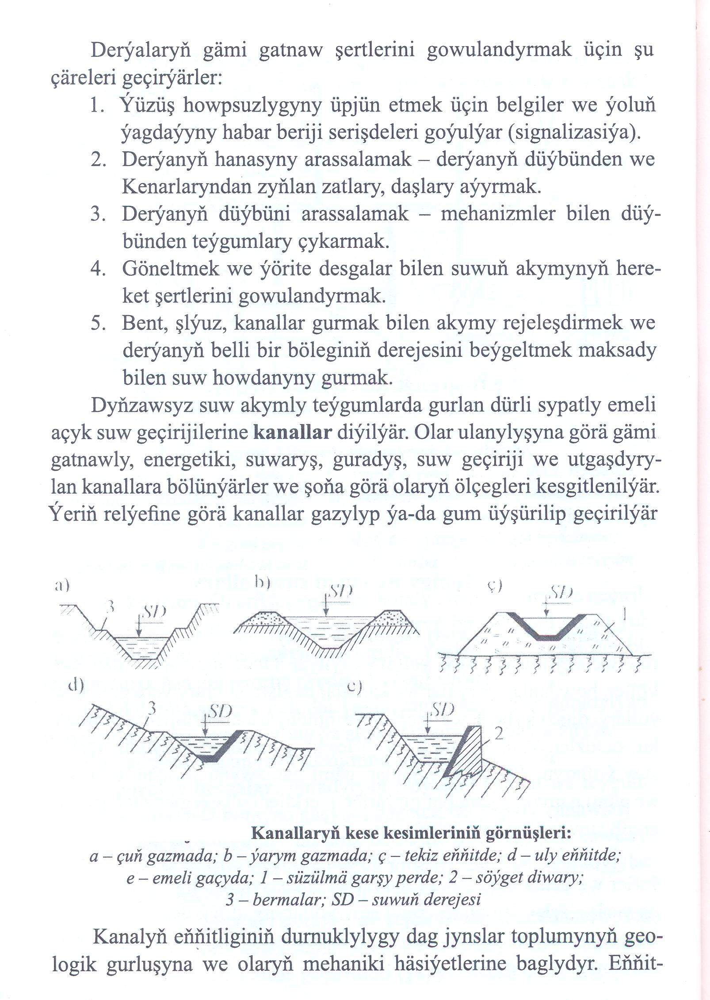 Derýalaryň gämi gatnaw şertlerini gowulandyrmak üçin şu
çäreleri geçirýärler:
1. Ýüzüş howpsuzlygyny üpjün etmek üçin belgiler we ýoluň
ýagdaýyny habar beriji serişdeleri goýulýar (signalizasiýa).
2. Derýanyň hanasyny arassalamak – derýanyň düýbünden we
Kenarlaryndan zyňlan zatlary, daşlary aýyrmak.
3. Derýanyň düýbüni arassalamak – mehanizmler bilen düý-
bünden teýgumlary çykarmak.
4. Göneltmek we ýörite desgalar bilen suwuň akymynyň here-
ket şertlerini gowulandyrmak.
5. Bent, şlýuz, kanallar gurmak bilen akymy rejeleşdirmek we
derýanyň belli bir böleginiň derejesini beýgeltmek maksady
bilen suw howdanyny gurmak.
Dyňzawsyz suw akymly teýgumlarda gurlan dürli sypatly emeli
açyk suw geçirijilerine kanallar diýilýär. Olar ulanylyşyna görä gämi
gatnawly, energetiki, suwaryş, guradyş, suw geçiriji we utgaşdyry-
lan kanallara bölünýärler we şoňa görä olaryň ölçegleri kesgitlenilýär.
Ýeriň relýefine görä kanallar gazylyp ýa-da gum üýşürilip geçirilýär
a) b) ç)
3 SD SD SD 1
d) e)
3 SD SD 2
Kanallaryň kese kesimleriniň görnüşleri:
a – çuň gazmada; b – ýarym gazmada; ç – tekiz eňňitde; d – uly eňňitde;
e – emeli gaçyda; 1 – süzülmä garşy perde; 2 – söýget diwary;
3 – bermalar; SD – suwuň derejesi
Kanalyň eňňitliginiň durnuklylygy dag jynslar toplumynyň geo-
logik gurluşyna we olaryň mehaniki häsiýetlerine baglydyr. Eňňit-